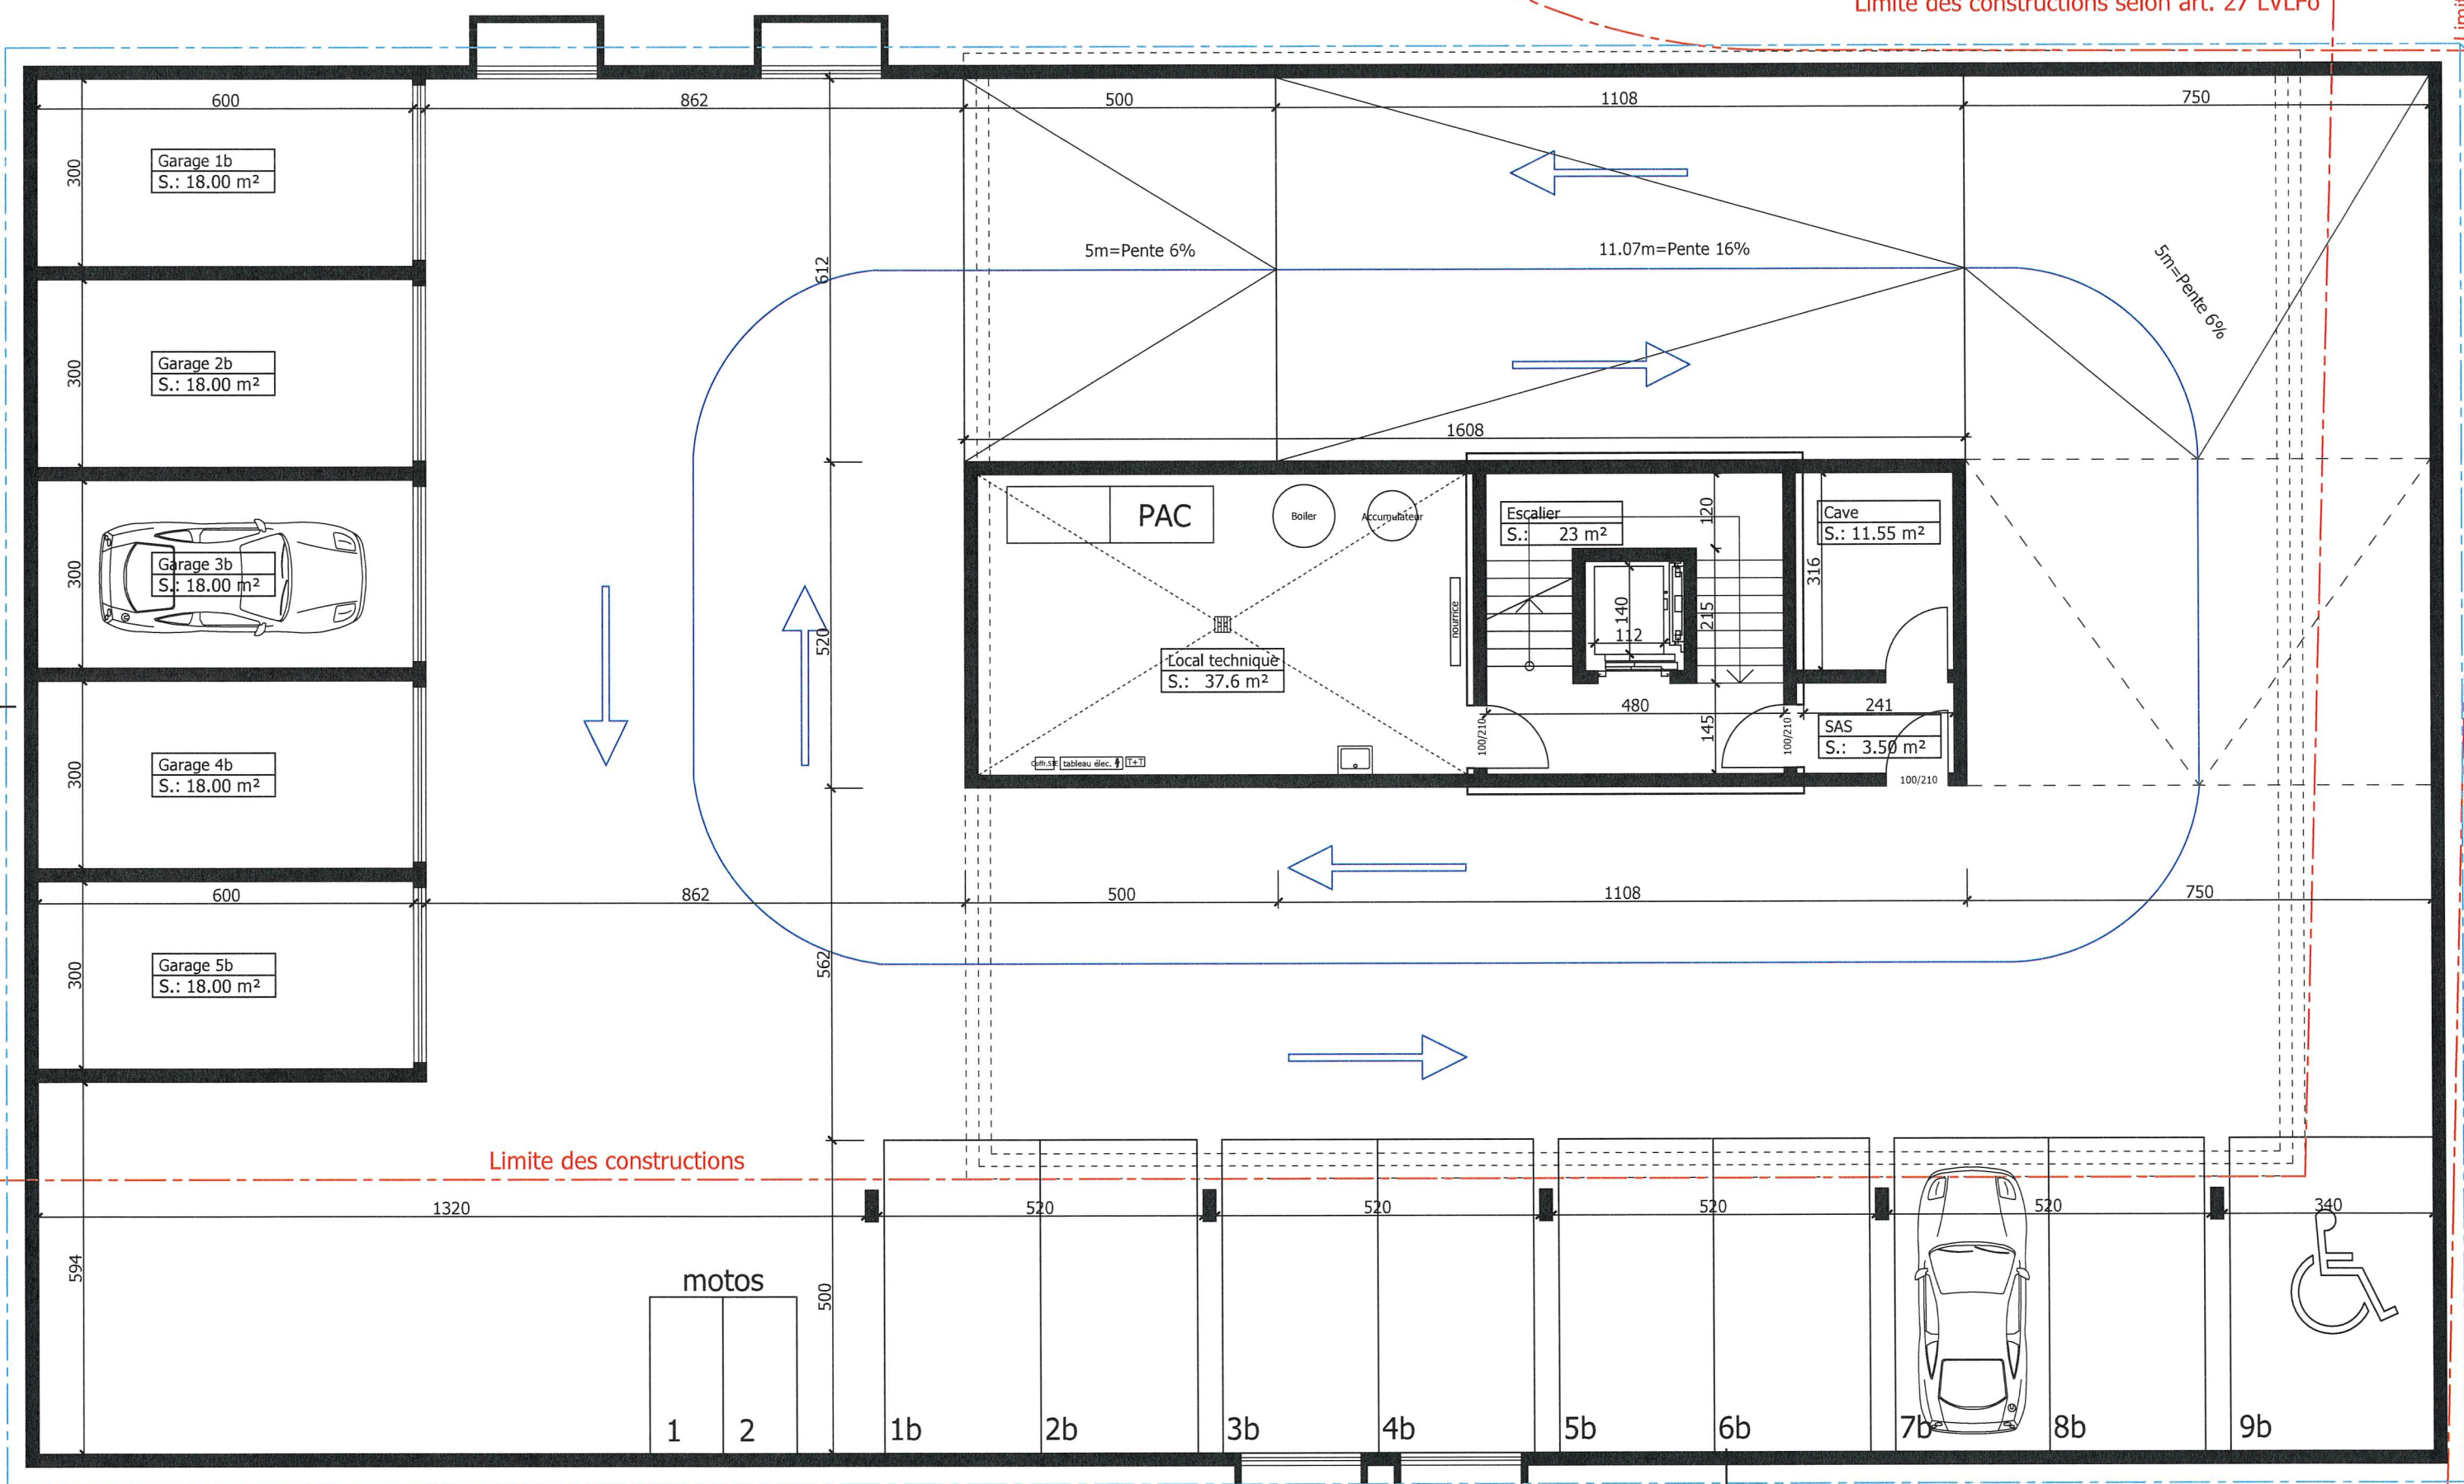 Limite des constructions selon art. 27 LVLFo
600
862
500
1108
750
300
Garage 1b
S.: 18.00 m²
612
5m=Pente 6%
11.07m=Pente 16%
5m=Pente 6%
300
Garage 2b
S.: 18.00 m²
1608
300
Garage 3b
S.: 18.00 m²
520
PAC
Boiler
Accumulateur
nourrice
Local technique
S.: 37.6 m²
tableau élec.
T+T
Escalier
S.: 23 m²
120
140
112
215
480
145
100/210
100/210
Cave
S.: 11.55 m²
316
241
SAS
S.: 3.50 m²
100/210
300
Garage 4b
S.: 18.00 m²
600
862
500
1108
750
562
300
Garage 5b
S.: 18.00 m²
Limite des constructions
1320
520
520
520
520
340
594
500
motos
1
2
1b
2b
3b
4b
5b
6b
7b
8b
9b